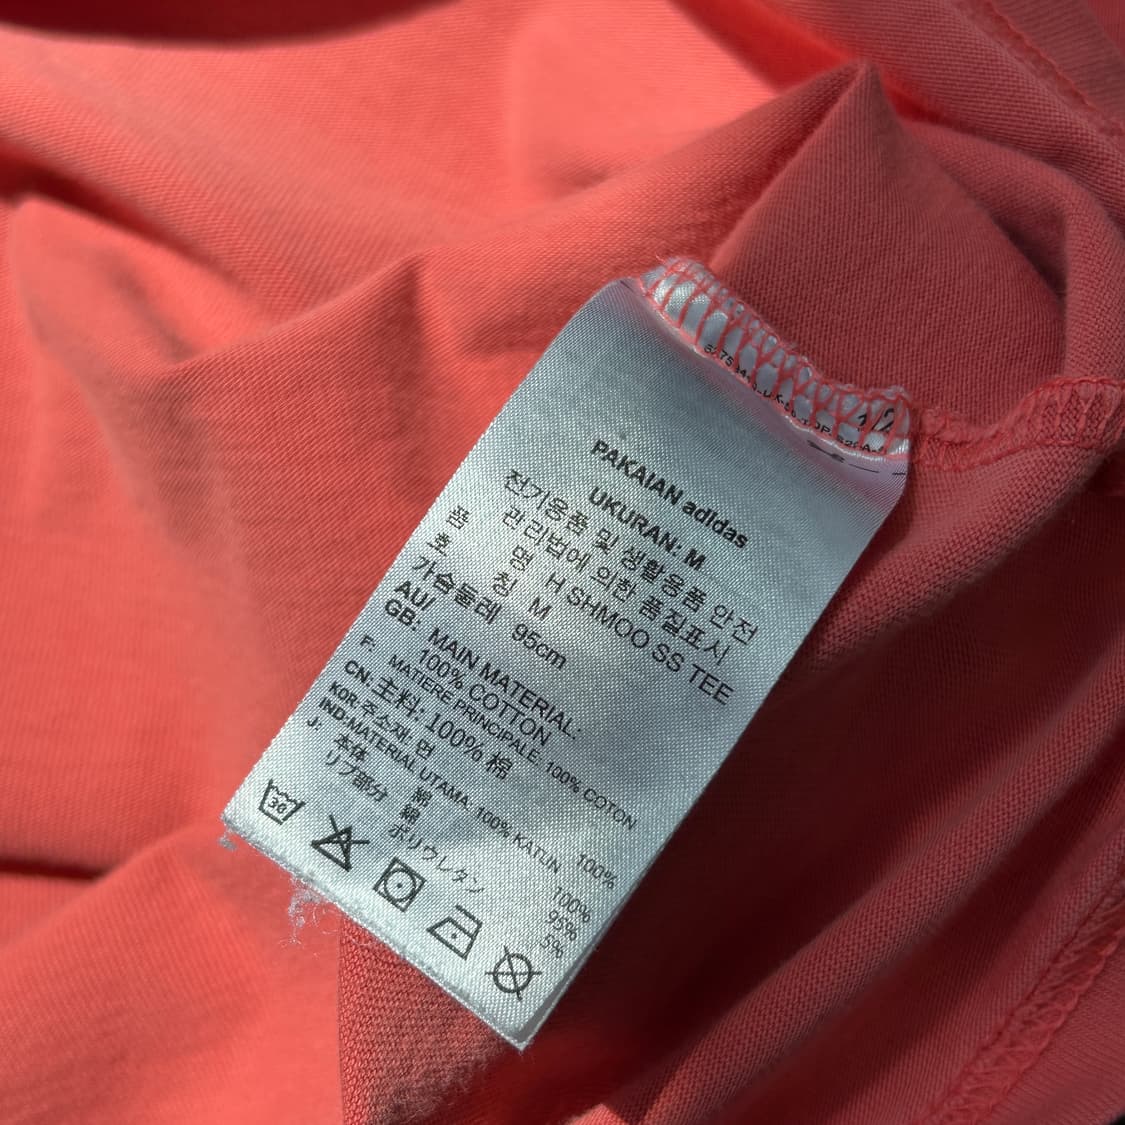 1/2
PAKAIAN adidas
UKURAN: M
전기용품 및 생활용품 안전
관리법에 의한 품질표시
품 명 H SHMOO SS TEE
호 칭 M
가슴둘레 95cm
AU/
GB. MAIN MATERIAL:
100% COTTON
F: MATIERE PRINCIPALE: 100% COTON
CN. 主料: 100% 棉
KOR 주소재: 면 100%
IND:MATERIAL UTAMA 100% KATUN
J: 本体 綿 100%
リブ部分 綿 95%
ポリウレタン 5%
30